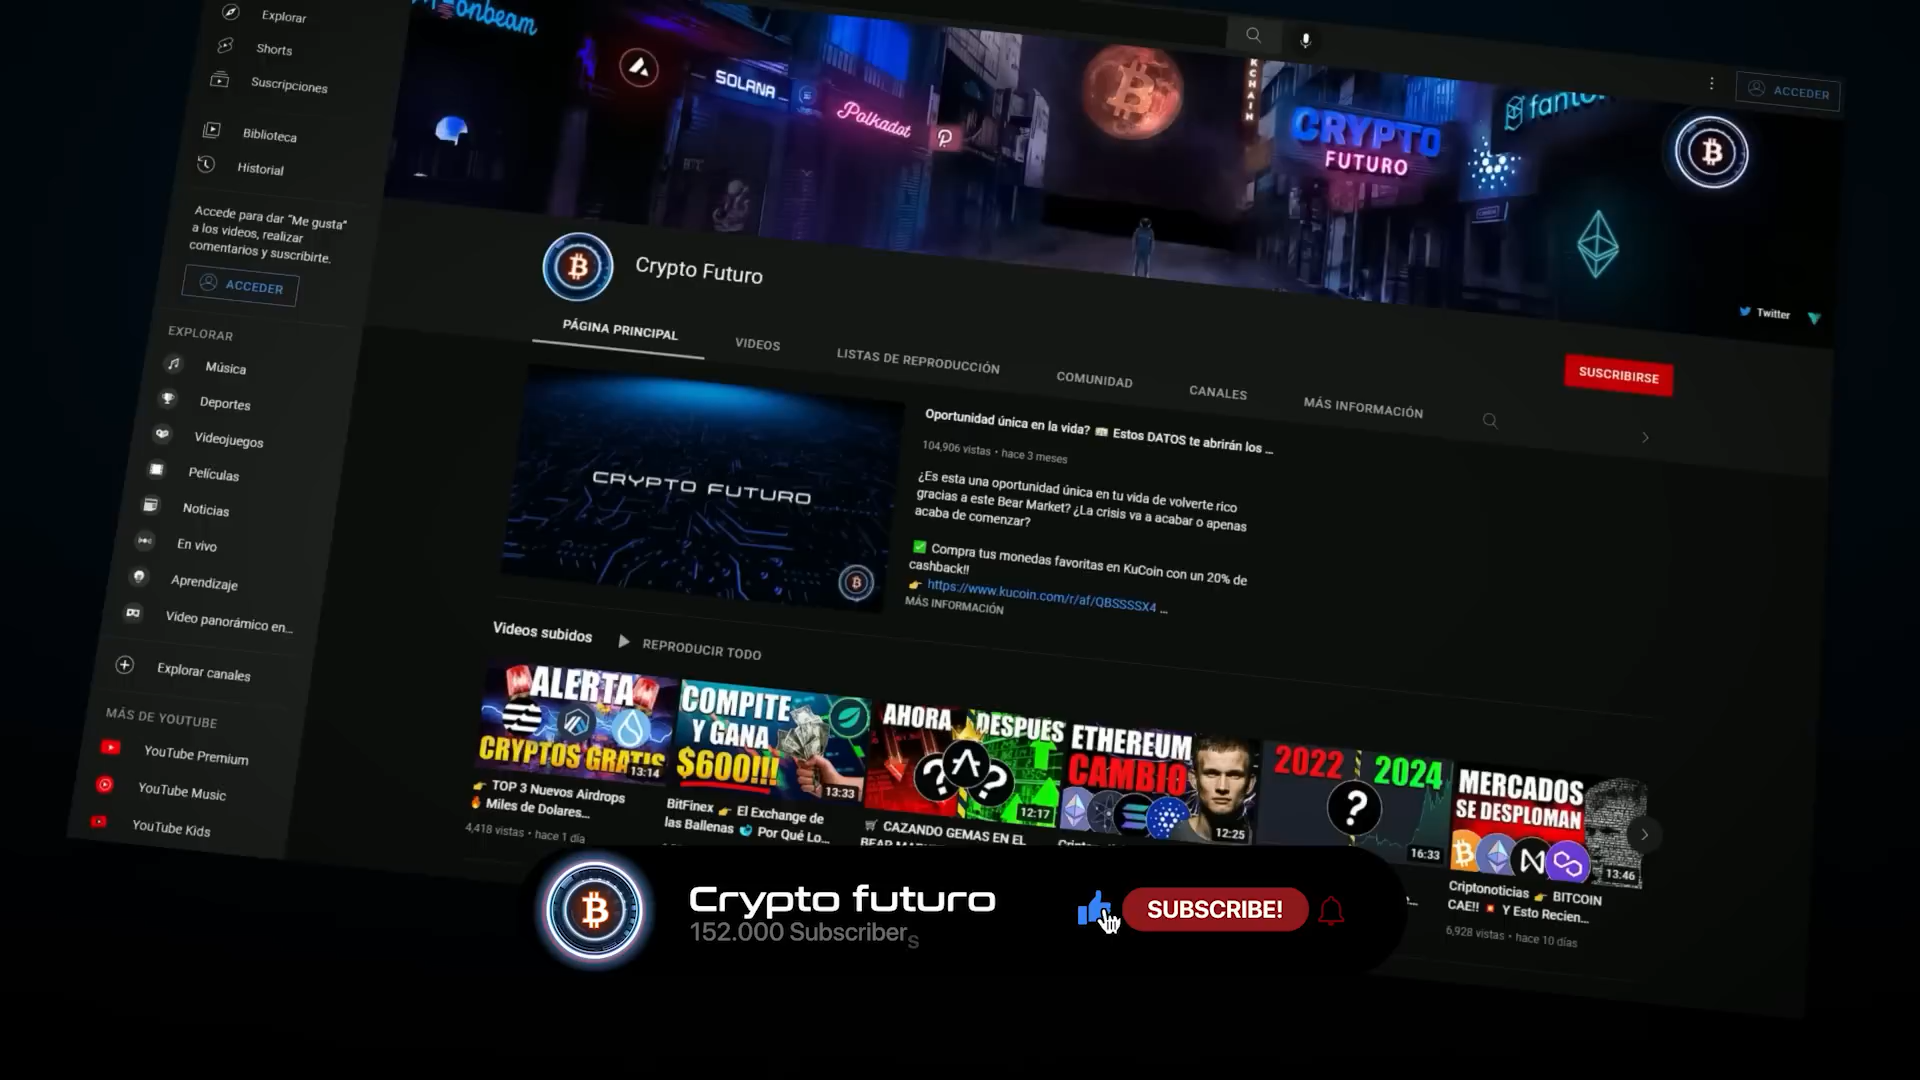 Explorar
Shorts
Suscripciones
Biblioteca
Historial
Accede para dar "Me gusta"
a los videos, realizar
comentarios y suscribirte.
ACCEDER
EXPLORAR
Música
Deportes
Videojuegos
Películas
Noticias
En vivo
Aprendizaje
Video panorámico en...
Explorar canales
MÁS DE YOUTUBE
YouTube Premium
YouTube Music
YouTube Kids
ACCEDER
SOLANA
Polkadot
CRYPTO
FUTURO
Twitter
Crypto Futuro
PÁGINA PRINCIPAL
VIDEOS
LISTAS DE REPRODUCCIÓN
COMUNIDAD
CANALES
MÁS INFORMACIÓN
SUSCRIBIRSE
CRYPTO FUTURO
Oportunidad única en la vida? Estos DATOS te abrirán los ...
104,906 vistas • hace 3 meses
¿Es esta una oportunidad única en tu vida de volverte rico
gracias a este Bear Market? ¿La crisis va a acabar o apenas
acaba de comenzar?
✅ Compra tus monedas favoritas en KuCoin con un 20% de
cashback!!
👉 https://www.kucoin.com/r/af/QBSSSSX4 ...
MÁS INFORMACIÓN
Videos subidos
REPRODUCIR TODO
ALERTA
CRYPTOS GRATIS
13:14
👉 TOP 3 Nuevos Airdrops
🔥 Miles de Dolares...
4,418 vistas • hace 1 día
COMPITE
Y GANA
$600!!!
13:33
BitFinex 👉 El Exchange de
las Ballenas 🐳 Por Qué Lo...
AHORA
DESPUES
12:17
🛒 CAZANDO GEMAS EN EL
ETHEREUM
CAMBIO
12:25
2022
2024
?
16:33
MERCADOS
SE DESPLOMAN
13:46
Criptonoticias 👉 BITCOIN
CAE!! 💥 Y Esto Recien...
6,928 vistas • hace 10 días
Crypto futuro
152.000 Subscribers
SUBSCRIBE!